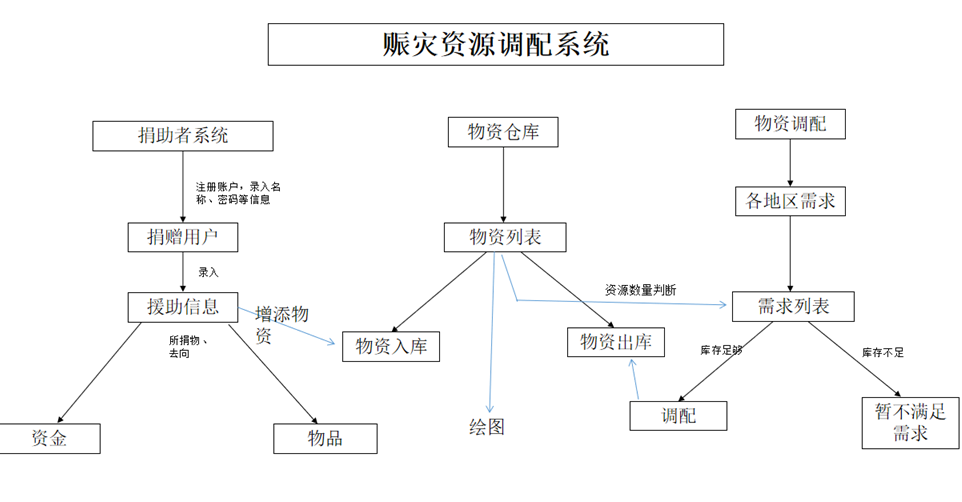 赈灾资源调配系统
捐助者系统
物资仓库
物资调配
注册账户，录入名
称、密码等信息
各地区需求
捐赠用户
物资列表
录入
援助信息
增添物
资
资源数量判断
需求列表
所捐物、
去向
物资入库
物资出库
库存足够
库存不足
资金
物品
绘图
调配
暂不满足
需求